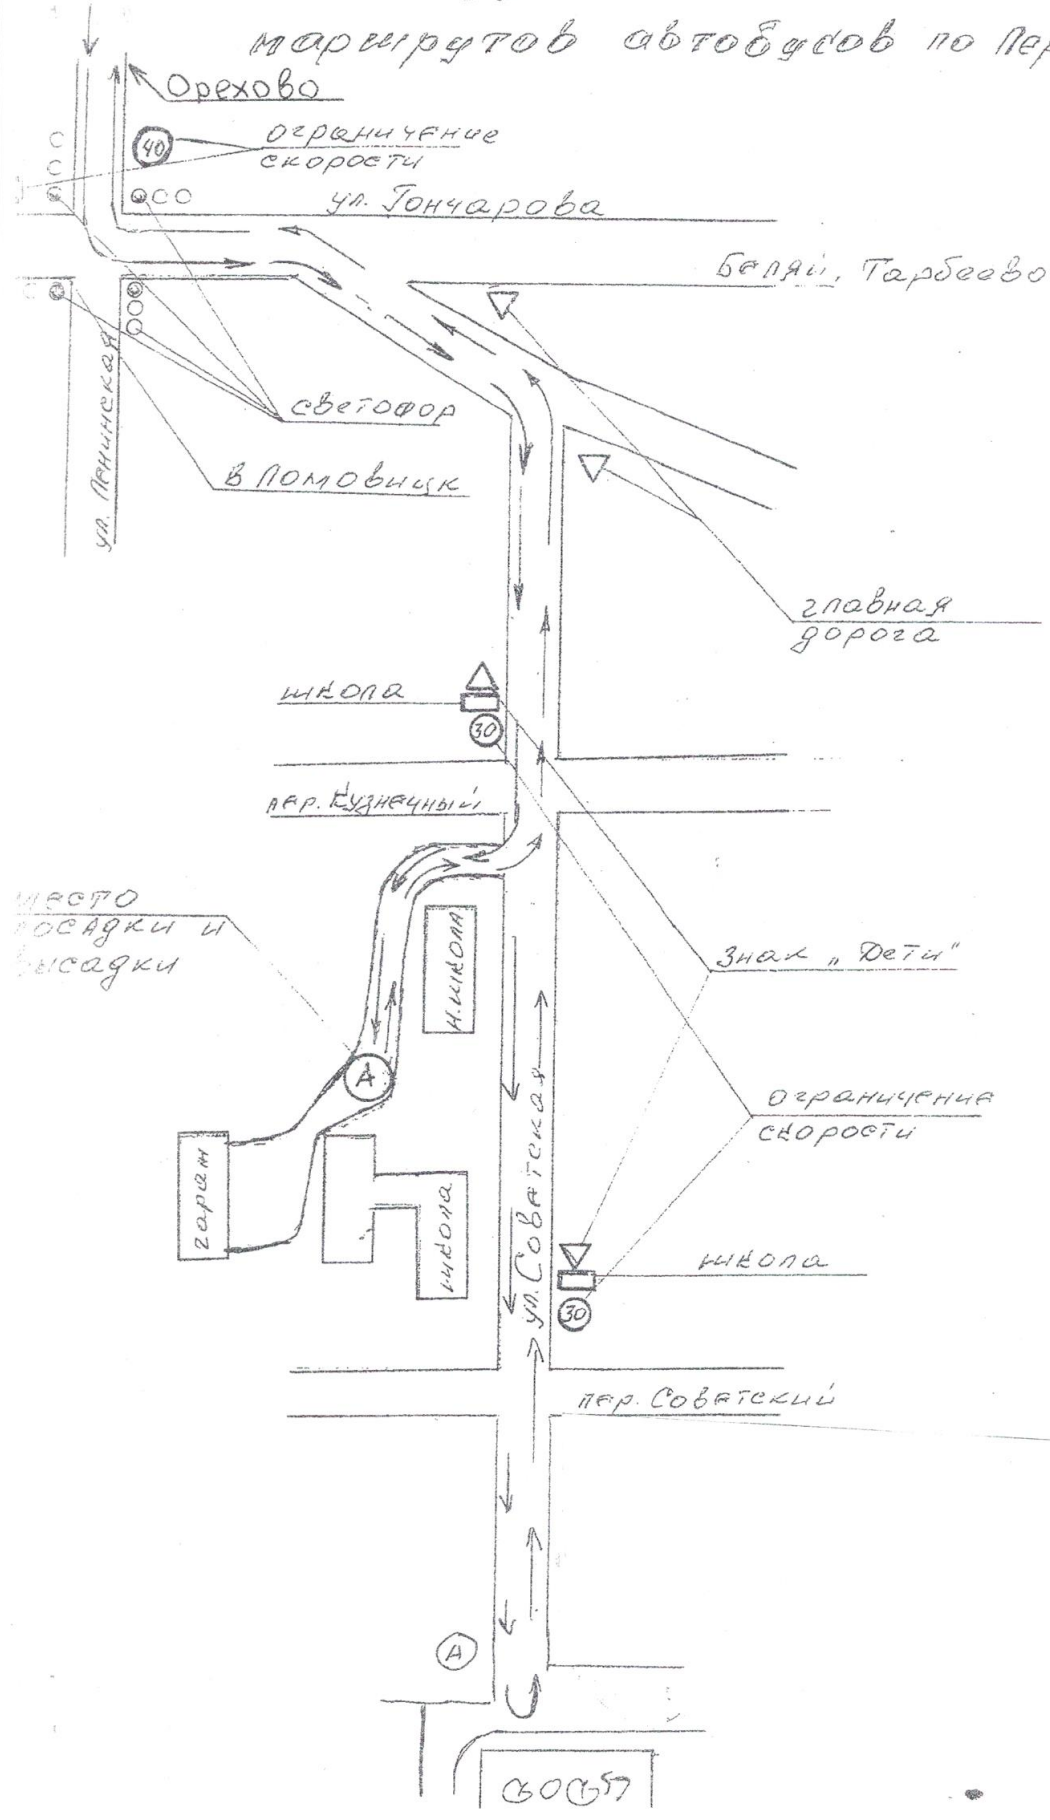 маршрутов автобусов по Пер
Орехово
40
ограничение
скорости
ул. Гончарова
Беляй, Тарбеево
светофор
ул. Ленинская
в Ломовицк
главная
дорога
школа
30
пер. Кузнечный
место
посадки и
высадки
Н.школа
Знак „Дети“
А
ограничение
скорости
гараж
школа
ул. Советская
школа
30
пер. Советский
А